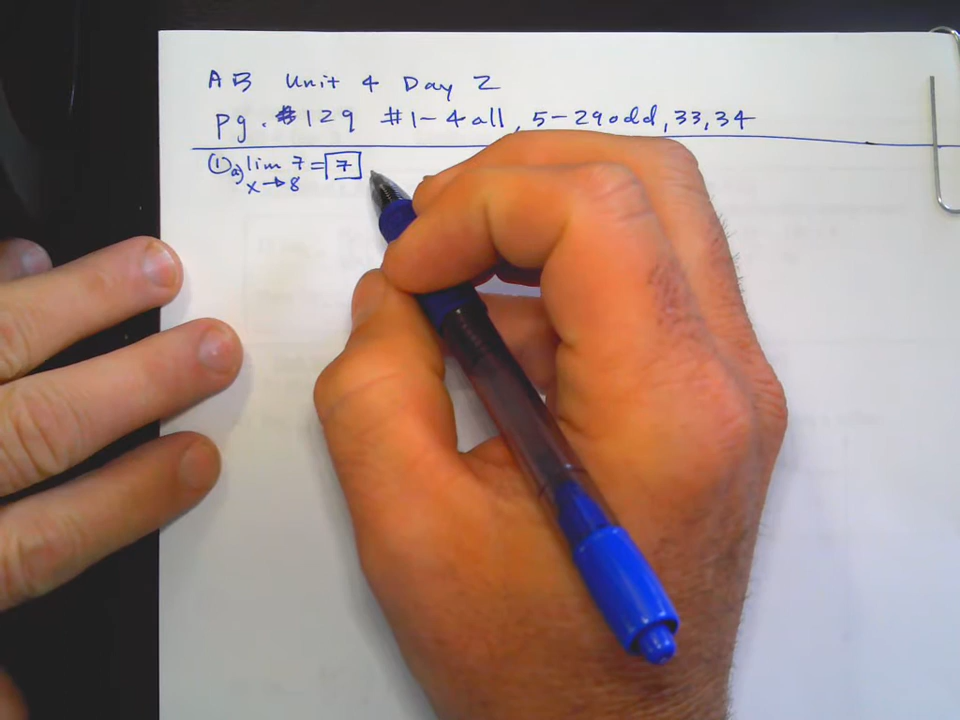 AB Unit 4 Day 2
pg. #129 #1-4 all, 5-29 odd, 33, 34
① a) lim 7 = 7
x→8